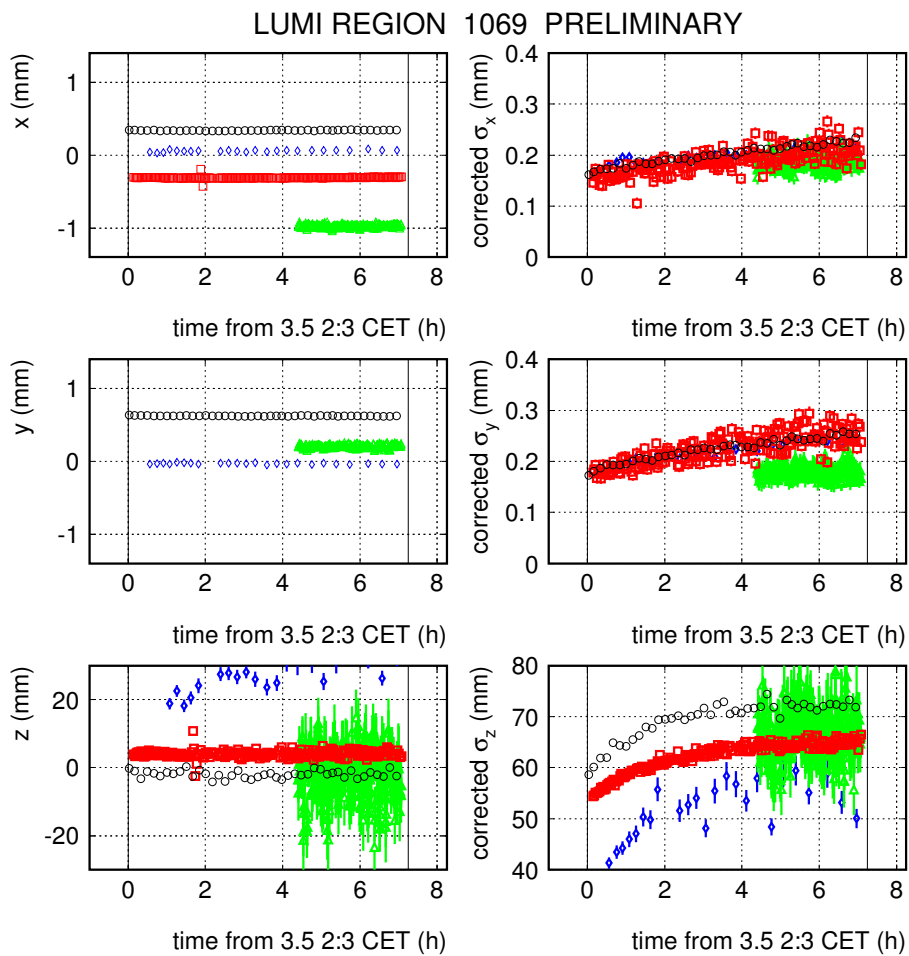 LUMI REGION 1069 PRELIMINARY
x (mm)
1
0
-1
0 2 4 6 8
time from 3.5 2:3 CET (h)
corrected σx (mm)
0.4
0.3
0.2
0.1
0
0 2 4 6 8
time from 3.5 2:3 CET (h)
y (mm)
1
0
-1
0 2 4 6 8
time from 3.5 2:3 CET (h)
corrected σy (mm)
0.4
0.3
0.2
0.1
0
0 2 4 6 8
time from 3.5 2:3 CET (h)
z (mm)
20
0
-20
0 2 4 6 8
time from 3.5 2:3 CET (h)
corrected σz (mm)
80
70
60
50
40
0 2 4 6 8
time from 3.5 2:3 CET (h)